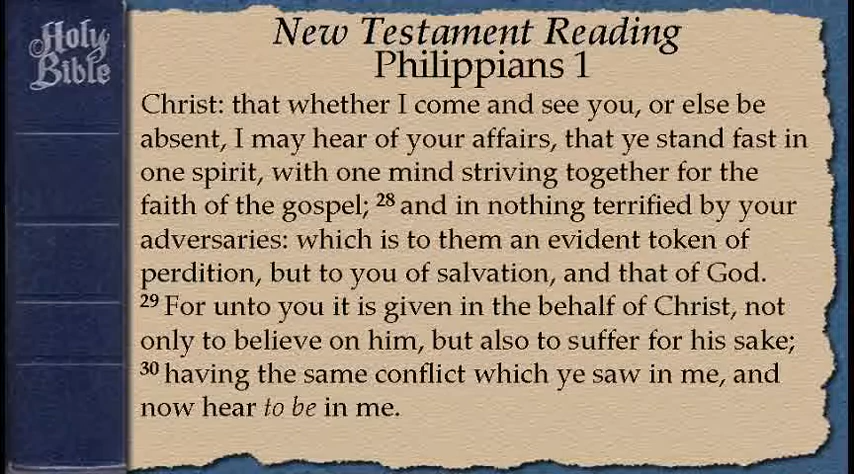 Holy
Bible
New Testament Reading
Philippians 1
Christ: that whether I come and see you, or else be
absent, I may hear of your affairs, that ye stand fast in
one spirit, with one mind striving together for the
faith of the gospel; 28 and in nothing terrified by your
adversaries: which is to them an evident token of
perdition, but to you of salvation, and that of God.
29 For unto you it is given in the behalf of Christ, not
only to believe on him, but also to suffer for his sake;
30 having the same conflict which ye saw in me, and
now hear to be in me.